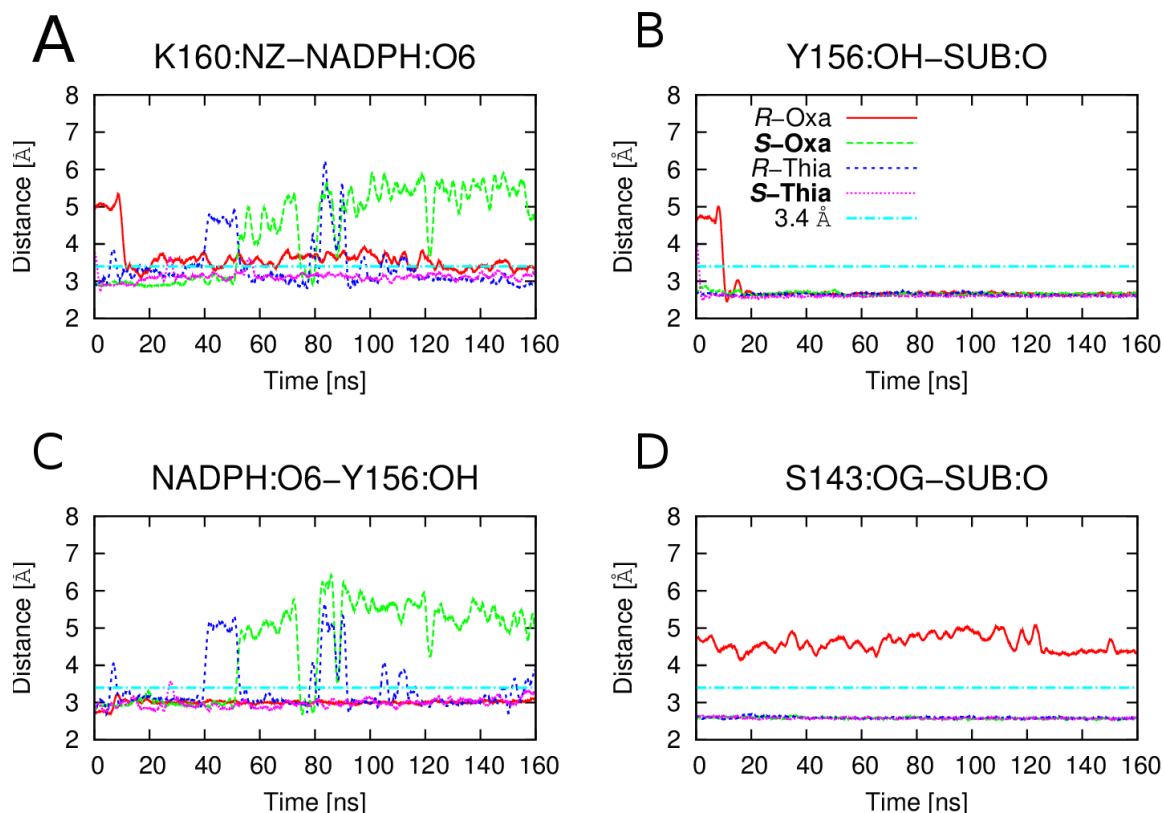 A
K160:NZ–NADPH:O6
Distance [Å]
8
7
6
5
4
3
2
0 20 40 60 80 100 120 140 160
Time [ns]
B
Y156:OH–SUB:O
Distance [Å]
8
7
6
5
4
3
2
R–Oxa
S–Oxa
R–Thia
S–Thia
3.4 Å
0 20 40 60 80 100 120 140 160
Time [ns]
C
NADPH:O6–Y156:OH
Distance [Å]
8
7
6
5
4
3
2
0 20 40 60 80 100 120 140 160
Time [ns]
D
S143:OG–SUB:O
Distance [Å]
8
7
6
5
4
3
2
0 20 40 60 80 100 120 140 160
Time [ns]